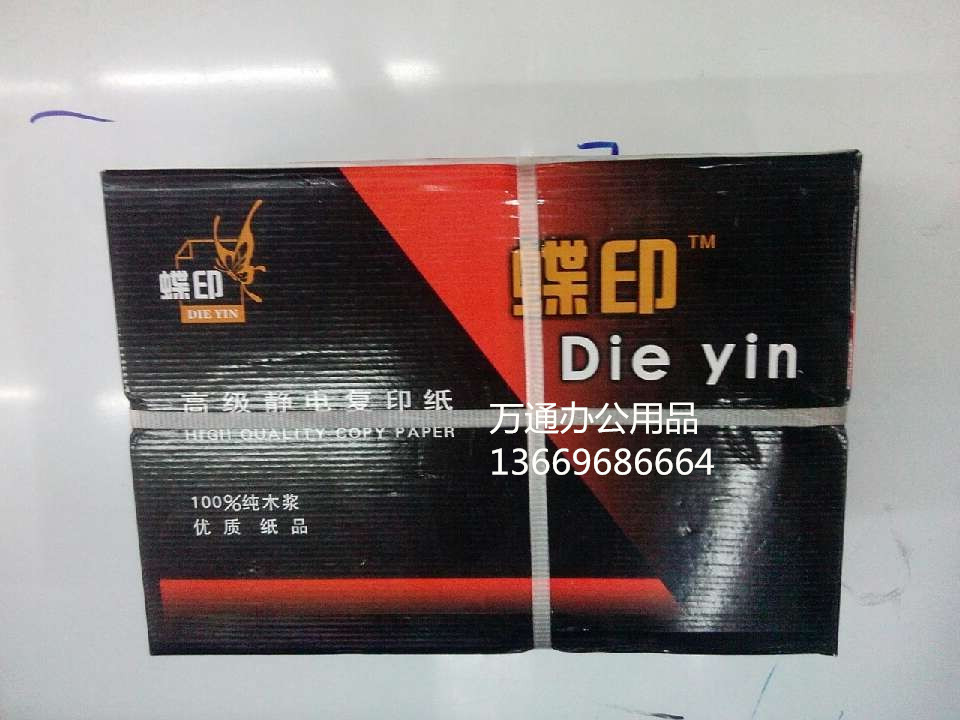 蝶印
DIE YIN
蝶印™
Die yin
高级静电复印纸
HIGH QUALITY COPY PAPER
万通办公用品
13669686664
100%纯木浆
优质 纸品